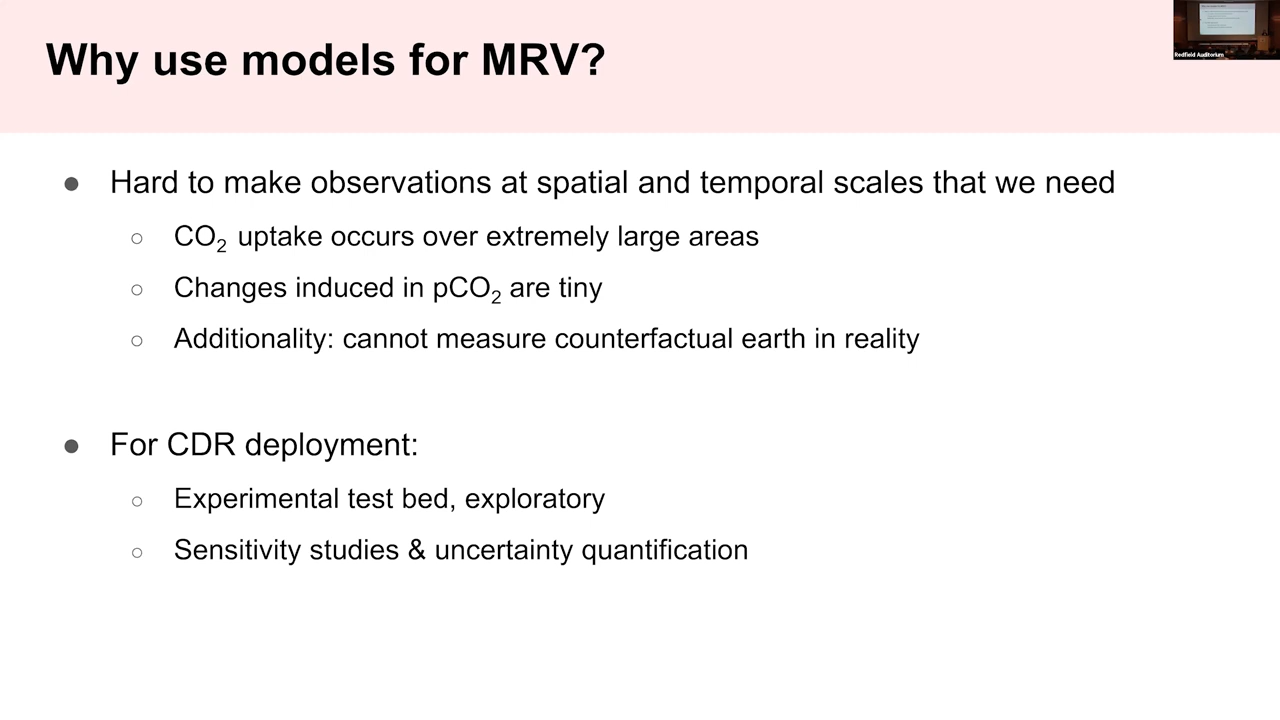 Why use models for MRV?
Redfield Auditorium
● Hard to make observations at spatial and temporal scales that we need
○ CO₂ uptake occurs over extremely large areas
○ Changes induced in pCO₂ are tiny
○ Additionality: cannot measure counterfactual earth in reality
● For CDR deployment:
○ Experimental test bed, exploratory
○ Sensitivity studies & uncertainty quantification